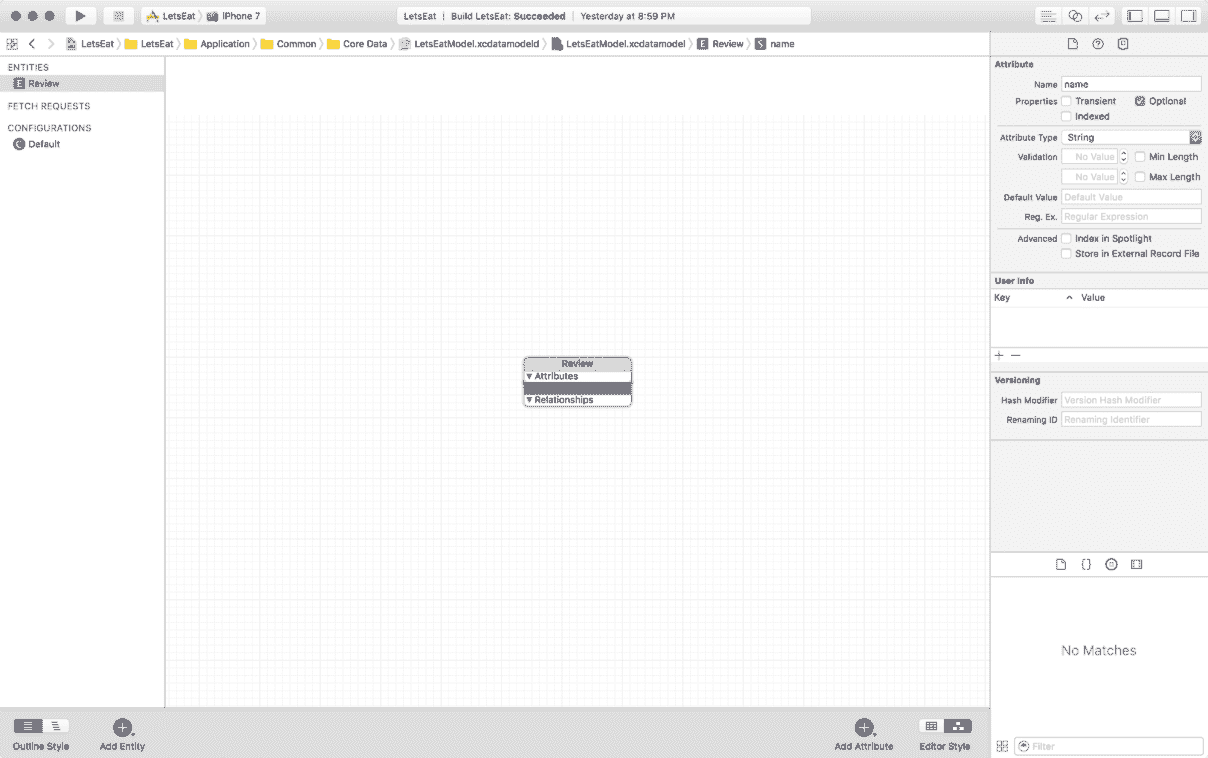 LetsEat iPhone 7 LetsEat | Build LetsEat: Succeeded | Yesterday at 8:59 PM
LetsEat LetsEat Application Common Core Data LetsEatModel.xcdatamodeld LetsEatModel.xcdatamodel E Review S name
ENTITIES
E Review
FETCH REQUESTS
CONFIGURATIONS
C Default
Review
Attributes
Relationships
Attribute
Name name
Properties Transient Optional
Indexed
Attribute Type String
Validation No Value Min Length
No Value Max Length
Default Value Default Value
Reg. Ex. Regular Expression
Advanced Index in Spotlight
Store in External Record File
User Info
Key Value
Versioning
Hash Modifier Version Hash Modifier
Renaming ID Renaming Identifier
No Matches
Filter
Outline Style Add Entity Add Attribute Editor Style